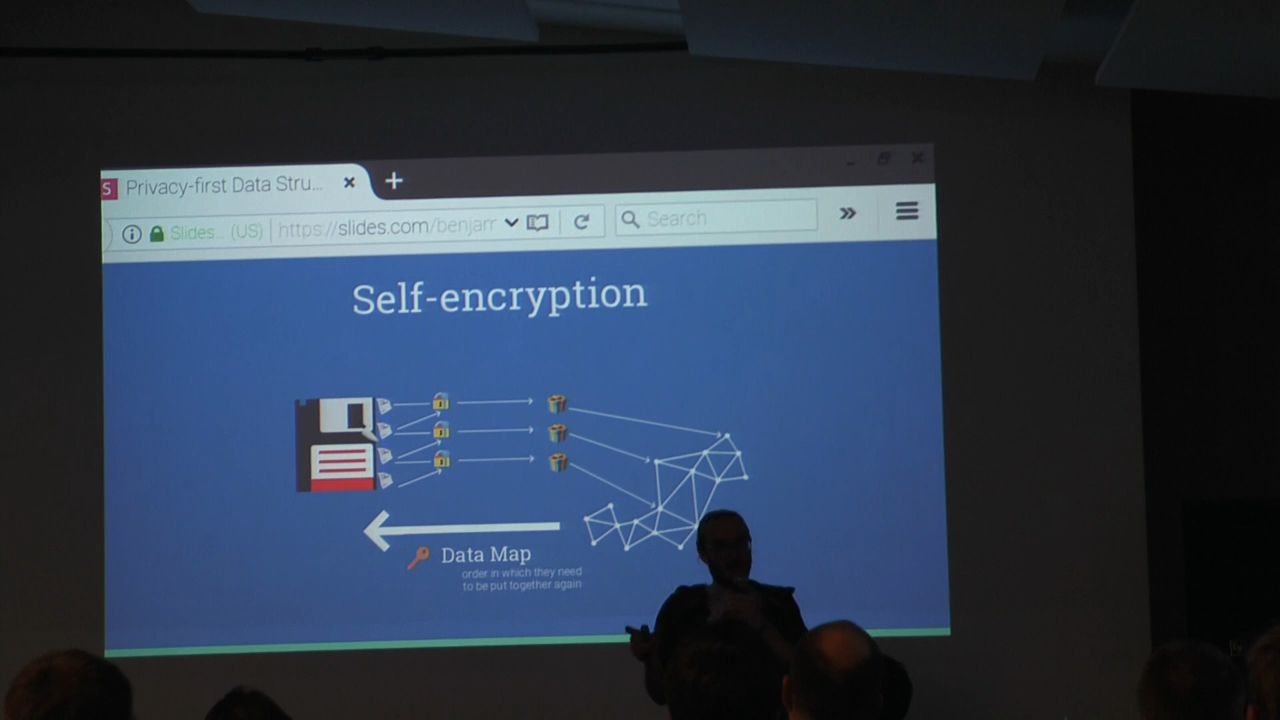 S Privacy-first Data Stru...
Slides... (US) https://slides.com/benjam Search
Self-encryption
Data Map
order in which they need
to be put together again